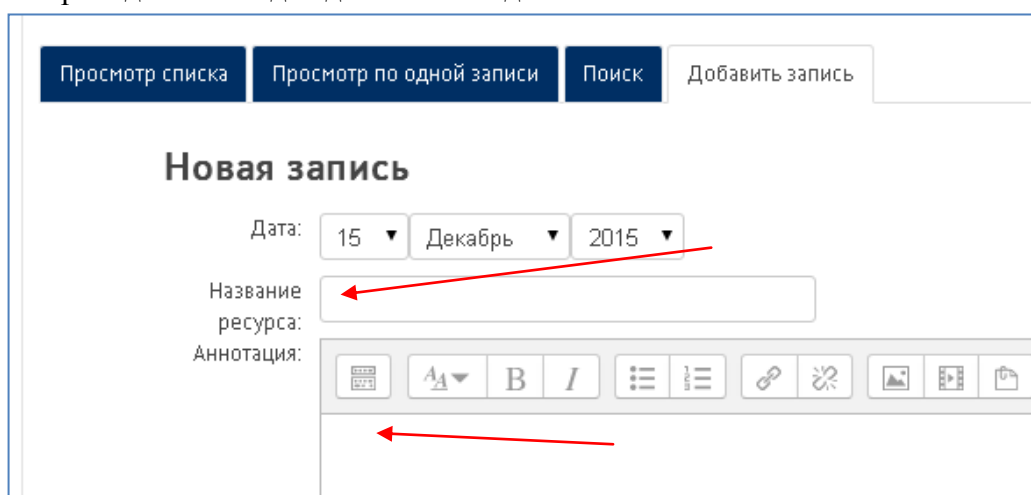 Просмотр списка Просмотр по одной записи Поиск Добавить запись
Новая запись
Дата: 15 Декабрь 2015
Название
ресурса:
Аннотация:
B I